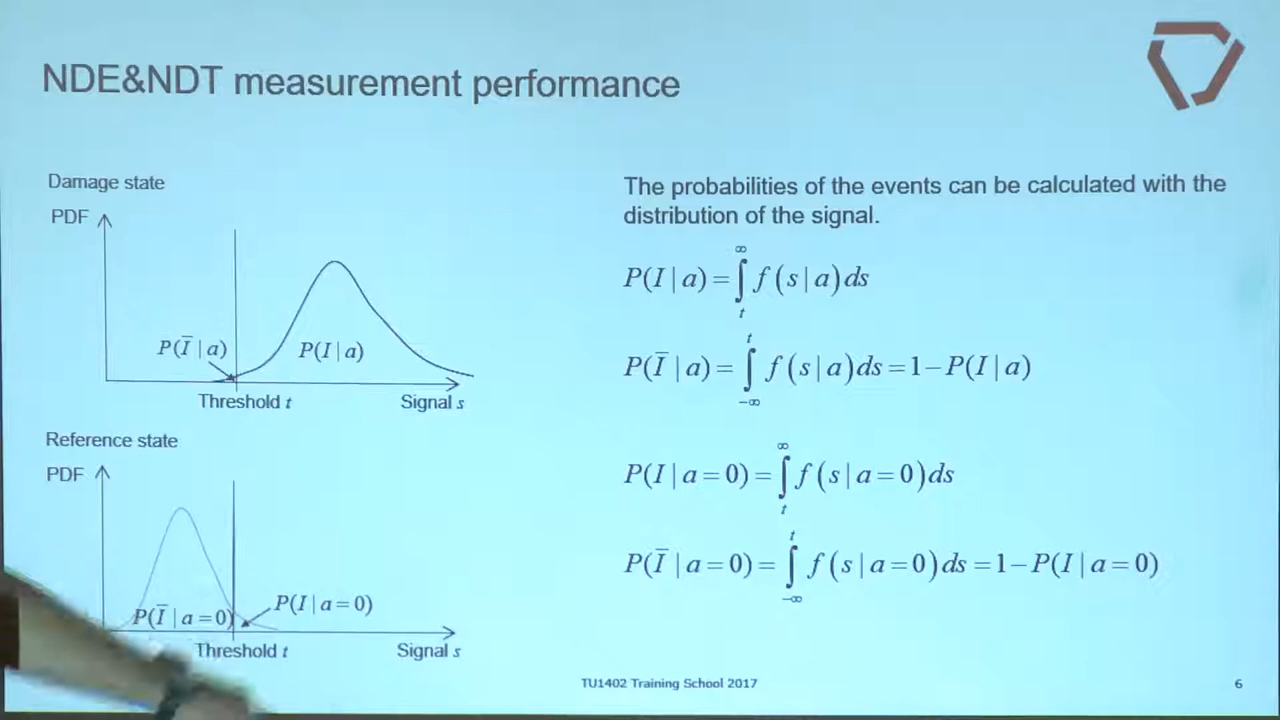 NDE&NDT measurement performance
Damage state
PDF
P(Ī | a)
P(I | a)
Threshold t
Signal s
Reference state
PDF
P(Ī | a = 0)
P(I | a = 0)
Threshold t
Signal s
The probabilities of the events can be calculated with the
distribution of the signal.
P(I | a) = ∫_t^∞ f(s | a) ds
P(Ī | a) = ∫_{-∞}^t f(s | a) ds = 1 − P(I | a)
P(I | a = 0) = ∫_t^∞ f(s | a = 0) ds
P(Ī | a = 0) = ∫_{-∞}^t f(s | a = 0) ds = 1 − P(I | a = 0)
TU1402 Training School 2017
6